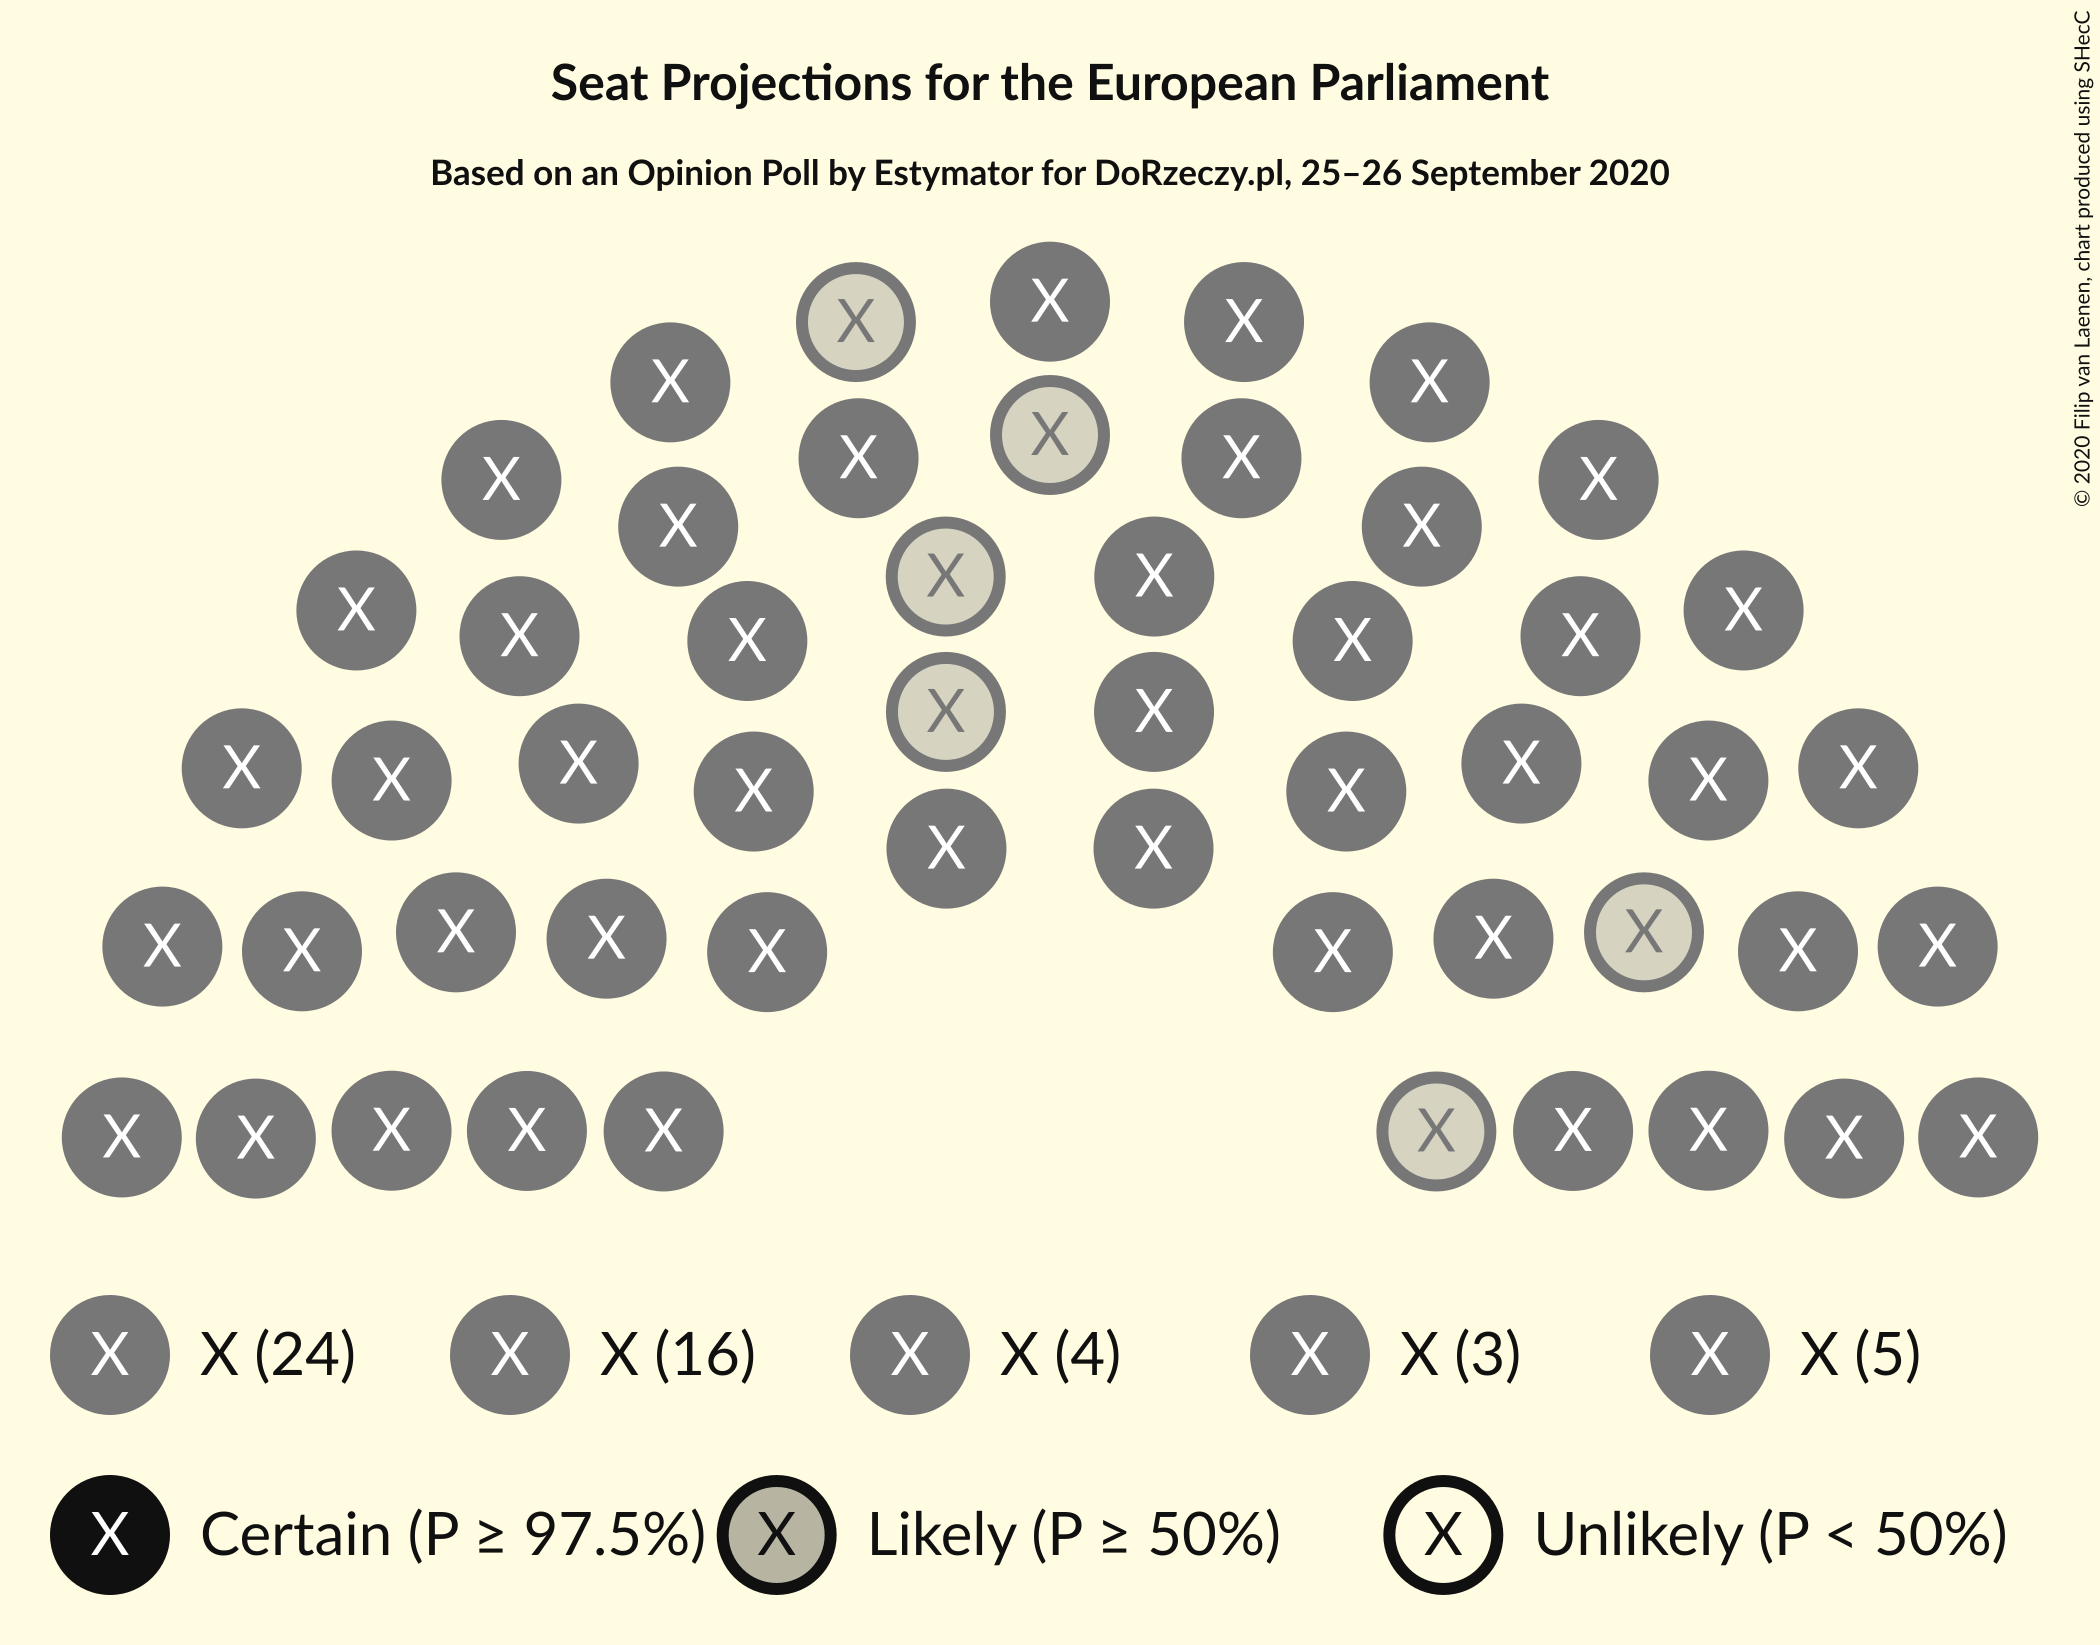 Seat Projections for the European Parliament
Based on an Opinion Poll by Estymator for DoRzeczy.pl, 25–26 September 2020
© 2020 Filip van Laenen, chart produced using SHecC
X
X X
X X
X
X X
X X
X X
X X
X X
X X
X X
X X
X X
X X
X X X X
X X
X X
X X
X X X X X X X X X X
X X X X X X X X X X
X X (24) X X (16) X X (4) X X (3) X X (5)
X Certain (P ≥ 97.5%) X Likely (P ≥ 50%) X Unlikely (P < 50%)